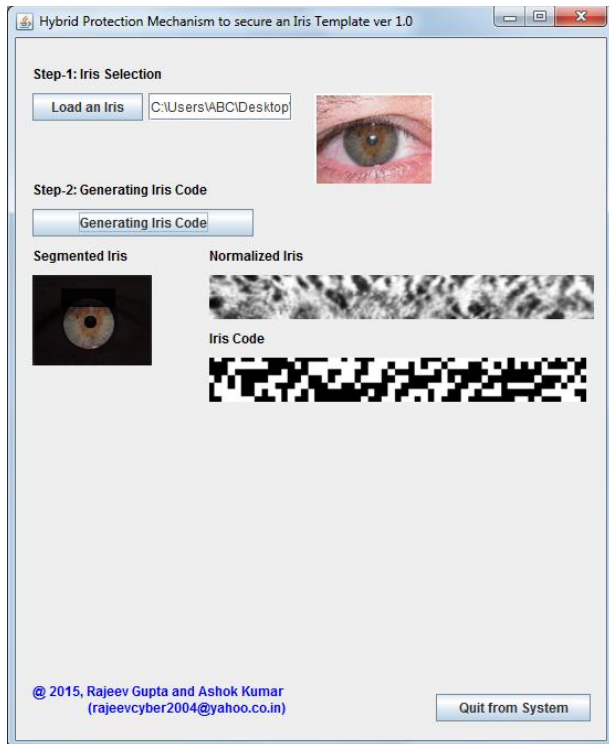 Hybrid Protection Mechanism to secure an Iris Template ver 1.0
Step-1: Iris Selection
Load an Iris
C:\Users\ABC\Desktop\
Step-2: Generating Iris Code
Generating Iris Code
Segmented Iris
Normalized Iris
Iris Code
@ 2015, Rajeev Gupta and Ashok Kumar
(rajeevcyber2004@yahoo.co.in)
Quit from System